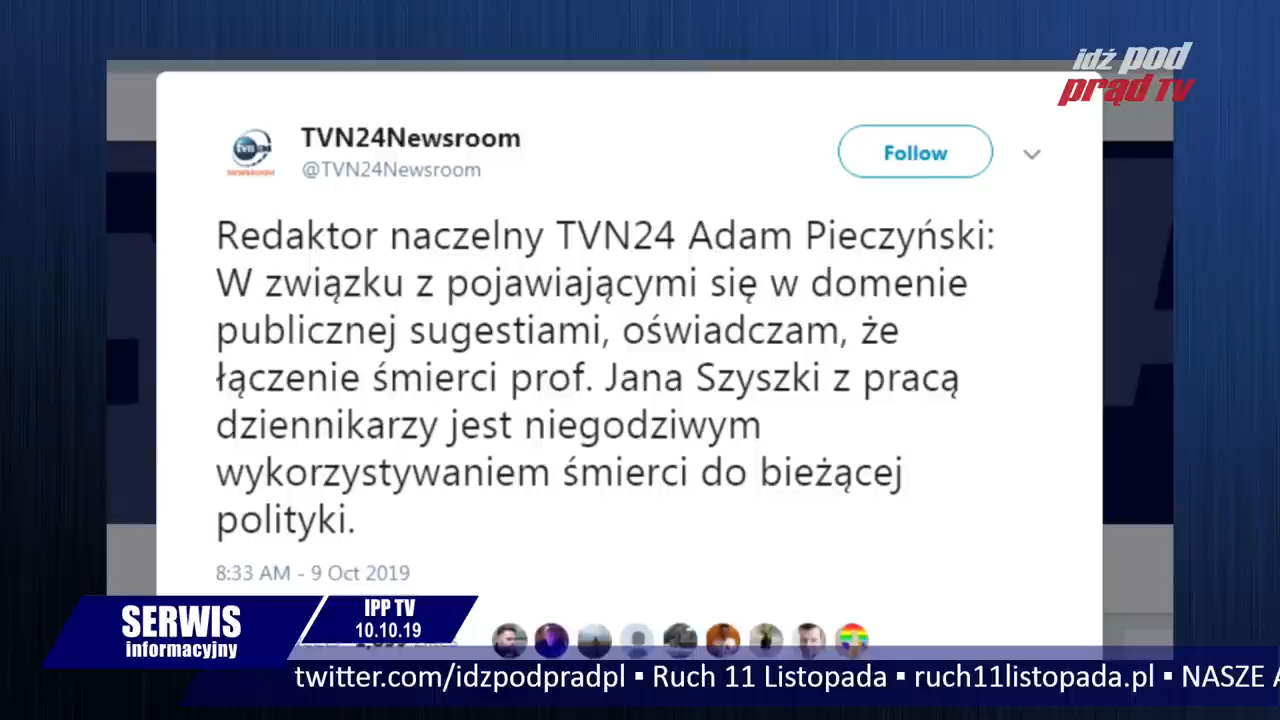 idź pod
prąd TV
TVN24Newsroom
@TVN24Newsroom
Follow
Redaktor naczelny TVN24 Adam Pieczyński:
W związku z pojawiającymi się w domenie
publicznej sugestiami, oświadczam, że
łączenie śmierci prof. Jana Szyszki z pracą
dziennikarzy jest niegodziwym
wykorzystywaniem śmierci do bieżącej
polityki.
8:33 AM - 9 Oct 2019
SERWIS
informacyjny
IPP TV
10.10.19
twitter.com/idzpodpradpl ▪ Ruch 11 Listopada ▪ ruch11listopada.pl ▪ NASZE